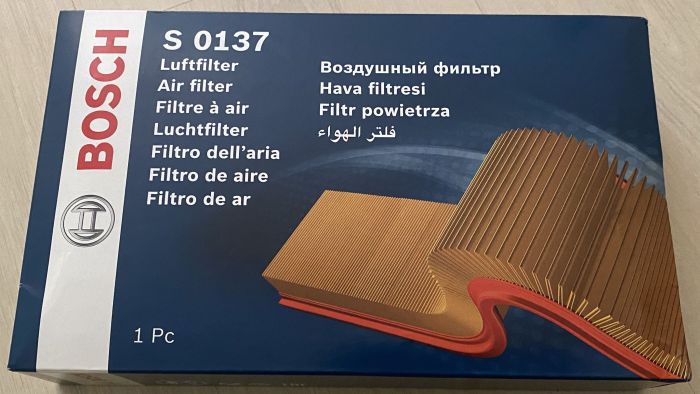 BOSCH
S 0137
Luftfilter
Air filter
Filtre à air
Luchtfilter
Filtro dell'aria
Filtro de aire
Filtro de ar
Воздушный фильтр
Hava filtresi
Filtr powietrza
فلتر الهواء
1 Pc